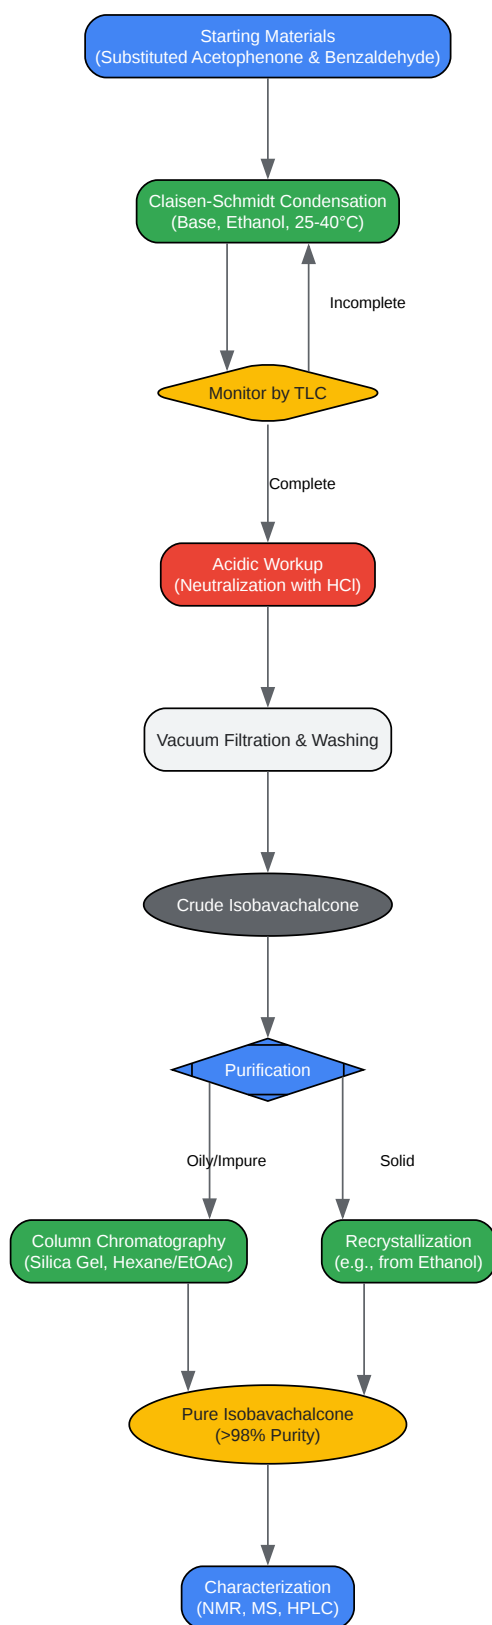 Starting Materials
(Substituted Acetophenone & Benzaldehyde)
Claisen-Schmidt Condensation
(Base, Ethanol, 25-40°C)
Incomplete
Monitor by TLC
Complete
Acidic Workup
(Neutralization with HCl)
Vacuum Filtration & Washing
Crude Isobavachalcone
Purification
Oily/Impure
Solid
Column Chromatography
(Silica Gel, Hexane/EtOAc)
Recrystallization
(e.g., from Ethanol)
Pure Isobavachalcone
(>98% Purity)
Characterization
(NMR, MS, HPLC)